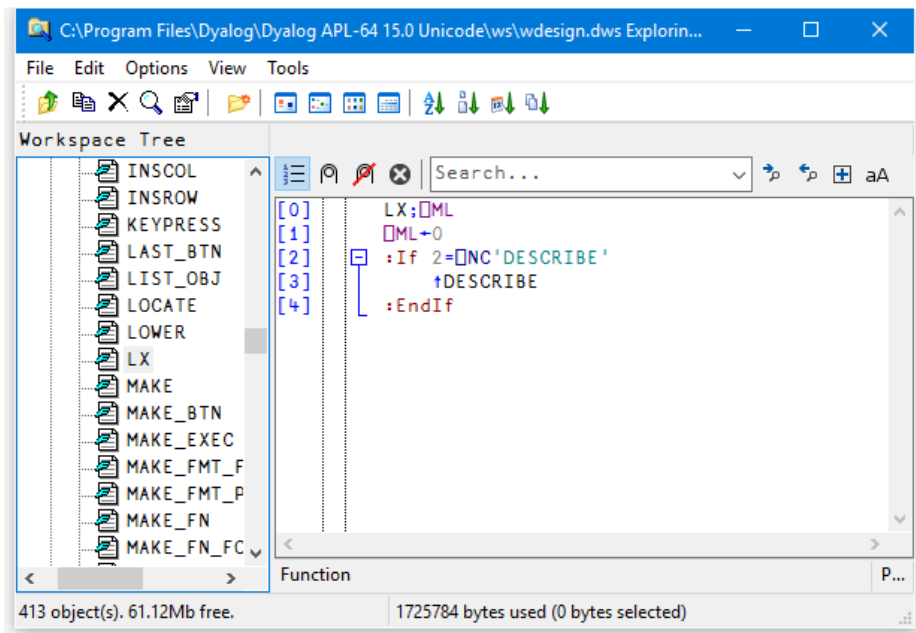 C:\Program Files\Dyalog\Dyalog APL-64 15.0 Unicode\ws\wdesign.dws Explorin...
File Edit Options View Tools
Workspace Tree
INSCOL
INSROW
KEYPRESS
LAST_BTN
LIST_OBJ
LOCATE
LOWER
LX
MAKE
MAKE_BTN
MAKE_EXEC
MAKE_FMT_F
MAKE_FMT_P
MAKE_FN
MAKE_FN_FO
Search... aA
[0] LX;⎕ML
[1] ⎕ML←0
[2] :If 2=⎕NC'DESCRIBE'
[3] ↑DESCRIBE
[4] :EndIf
Function P...
413 object(s). 61.12Mb free. 1725784 bytes used (0 bytes selected)